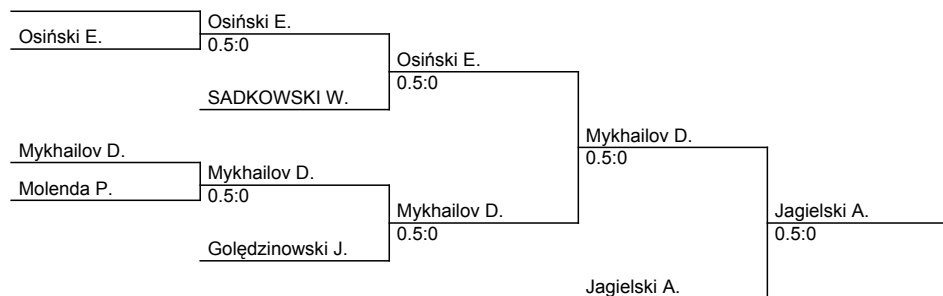 Osiński E.
Osiński E.
0.5:0
Osiński E.
0.5:0
SADKOWSKI W.
Mykhailov D.
0.5:0
Mykhailov D.
Molenda P.
Mykhailov D.
0.5:0
Mykhailov D.
0.5:0
Golędzinowski J.
Jagielski A.
0.5:0
Jagielski A.